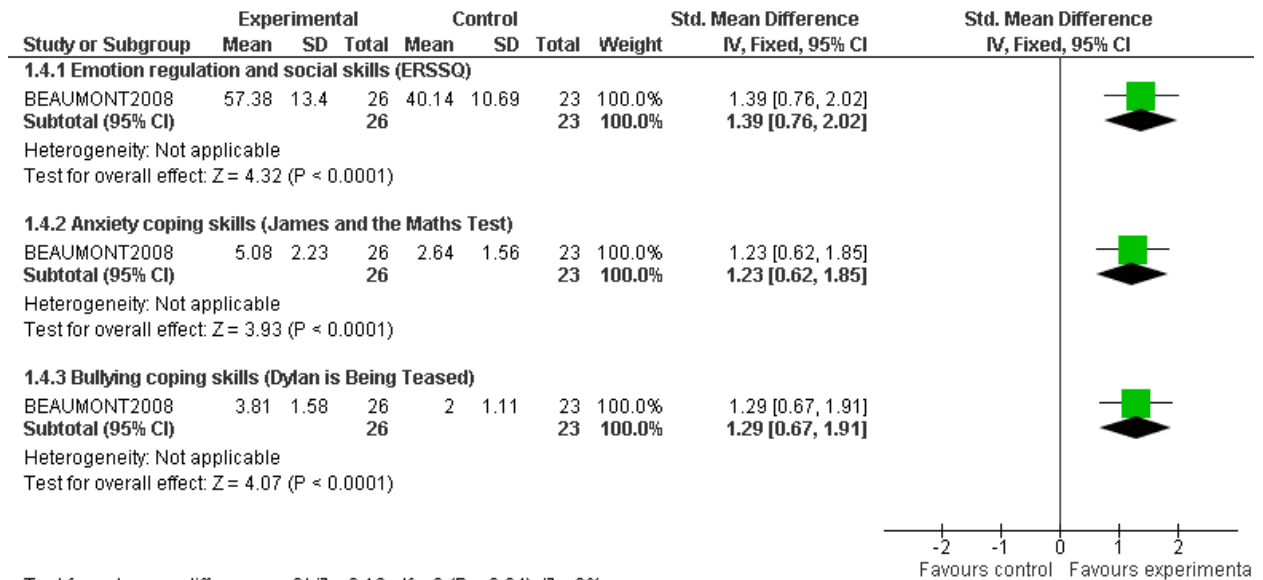 Experimental Control Std. Mean Difference Std. Mean Difference
Study or Subgroup Mean SD Total Mean SD Total Weight IV, Fixed, 95% CI IV, Fixed, 95% CI
1.4.1 Emotion regulation and social skills (ERSSQ)
BEAUMONT2008 57.38 13.4 26 40.14 10.69 23 100.0% 1.39 [0.76, 2.02]
Subtotal (95% CI) 26 23 100.0% 1.39 [0.76, 2.02]
Heterogeneity: Not applicable
Test for overall effect: Z = 4.32 (P < 0.0001)
1.4.2 Anxiety coping skills (James and the Maths Test)
BEAUMONT2008 5.08 2.23 26 2.64 1.56 23 100.0% 1.23 [0.62, 1.85]
Subtotal (95% CI) 26 23 100.0% 1.23 [0.62, 1.85]
Heterogeneity: Not applicable
Test for overall effect: Z = 3.93 (P < 0.0001)
1.4.3 Bullying coping skills (Dylan is Being Teased)
BEAUMONT2008 3.81 1.58 26 2 1.11 23 100.0% 1.29 [0.67, 1.91]
Subtotal (95% CI) 26 23 100.0% 1.29 [0.67, 1.91]
Heterogeneity: Not applicable
Test for overall effect: Z = 4.07 (P < 0.0001)
-2 -1 0 1 2
Favours control Favours experimenta